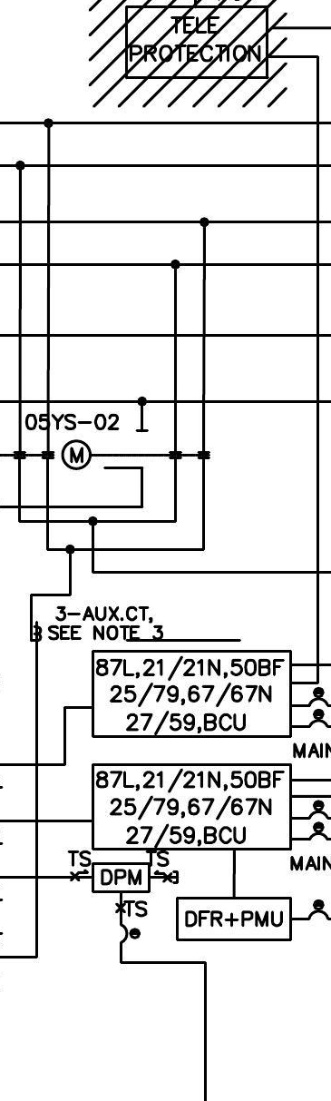 TELE
PROTECTION
05YS-02
M
3-AUX.CT,
SEE NOTE 3
87L,21/21N,50BF
25/79,67/67N
27/59,BCU
MAIN
87L,21/21N,50BF
25/79,67/67N
27/59,BCU
MAIN
TS TS
DPM
TS
DFR+PMU